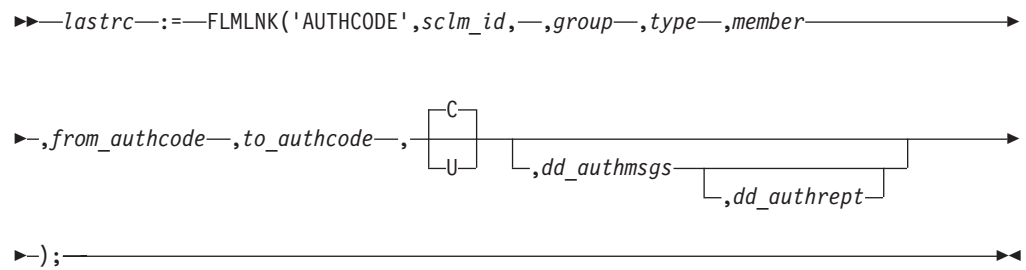 lastrc := FLMLNK('AUTHCODE',sclm_id, ,group ,type ,member
C
,from_authcode ,to_authcode ,
U
,dd_authmsgs
,dd_authrept
);